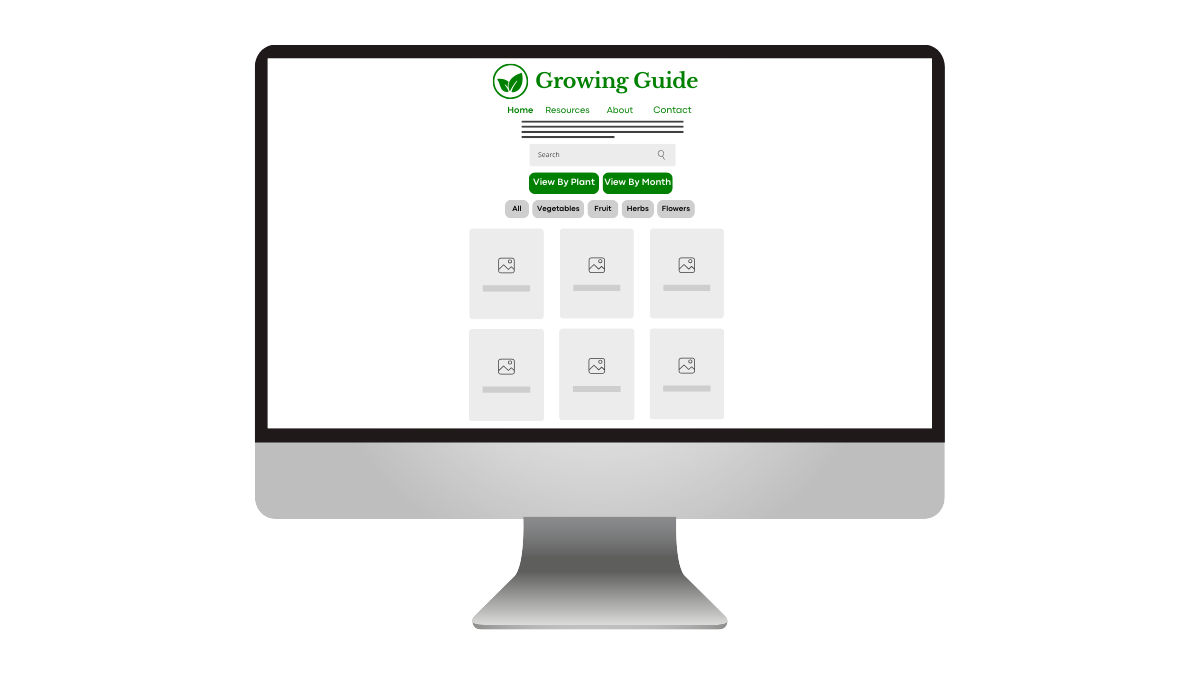 Growing Guide
Home Resources About Contact
Search
View By Plant View By Month
All Vegetables Fruit Herbs Flowers